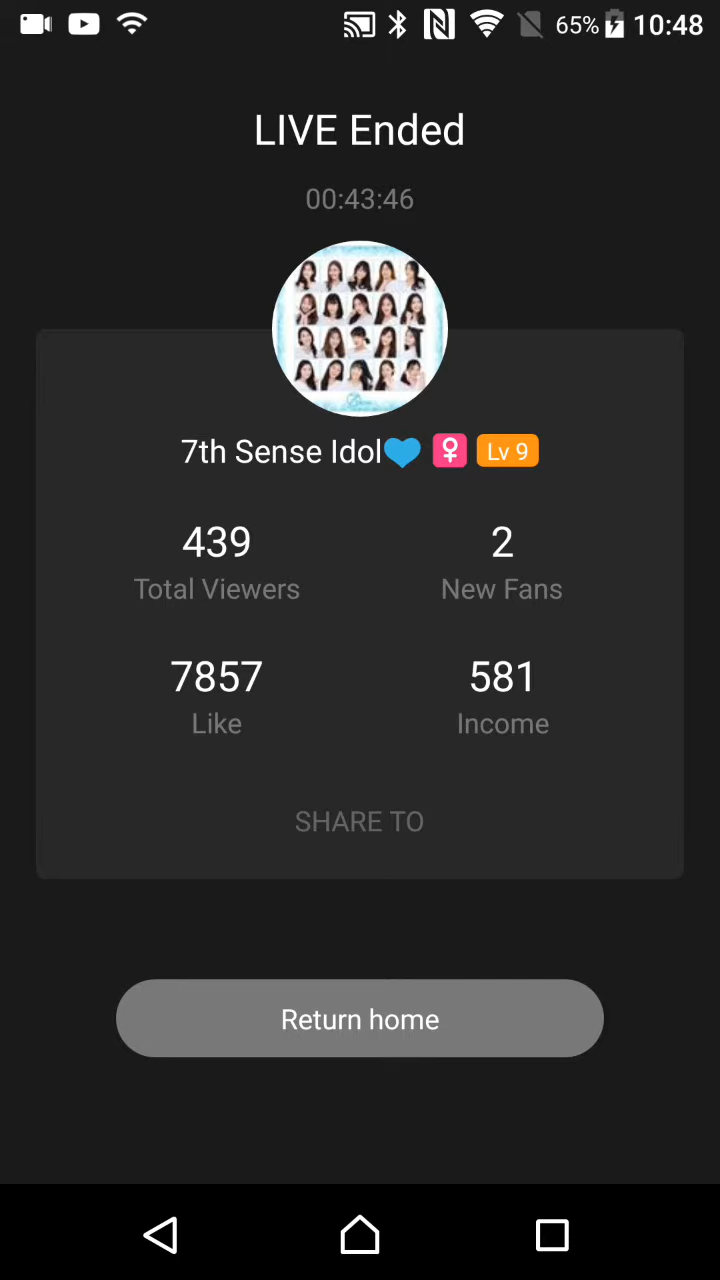 65% 10:48
LIVE Ended
00:43:46
7th Sense Idol💙 Lv 9
439 2
Total Viewers New Fans
7857 581
Like Income
SHARE TO
Return home